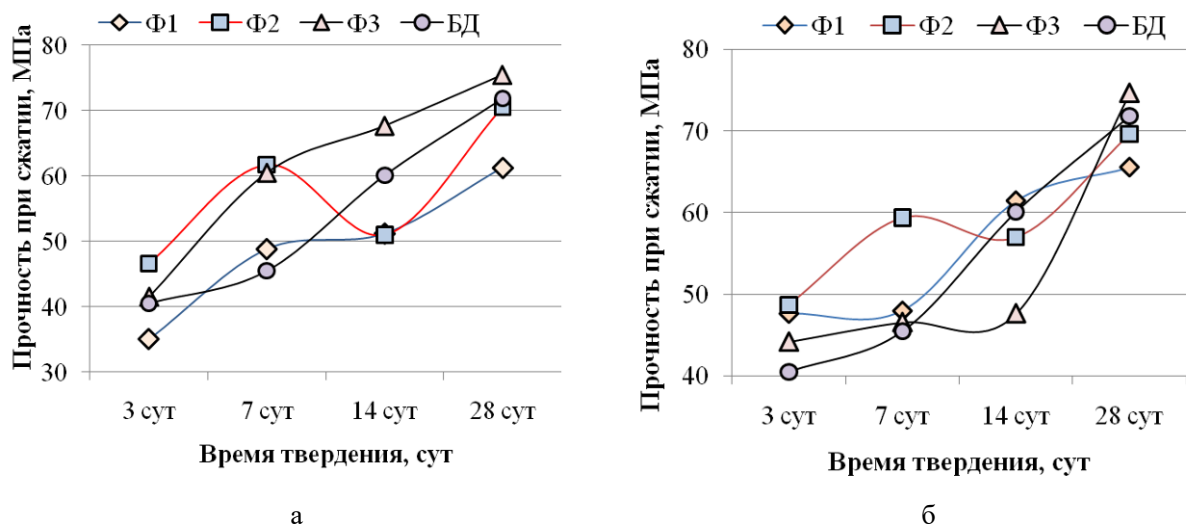 Ф1 Ф2 Ф3 БД
Прочность при сжатии, МПа
80
70
60
50
40
30
3 сут 7 сут 14 сут 28 сут
Время твердения, сут
а
Ф1 Ф2 Ф3 БД
Прочность при сжатии, МПа
80
70
60
50
40
3 сут 7 сут 14 сут 28 сут
Время твердения, сут
б